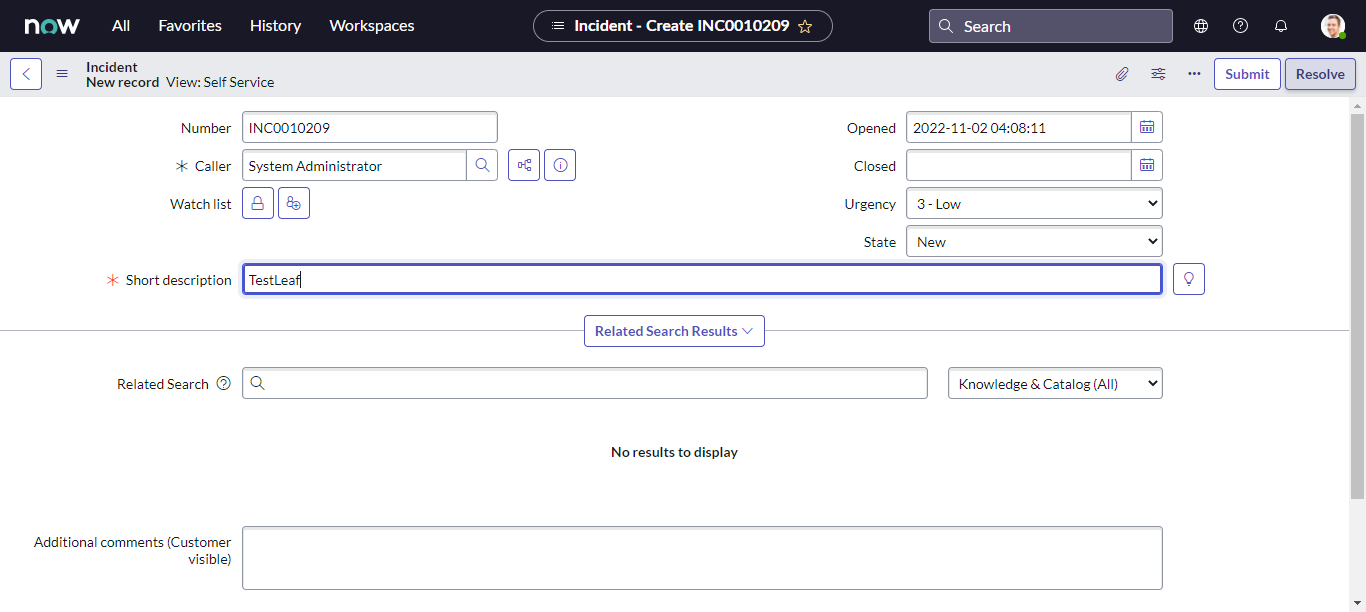 now All Favorites History Workspaces Incident - Create INC0010209 Search
Incident
New record View: Self Service
Submit Resolve
Number INC0010209 Opened 2022-11-02 04:08:11
Caller System Administrator Closed
Watch list Urgency 3 - Low
State New
Short description TestLeaf
Related Search Results
Related Search Knowledge & Catalog (All)
No results to display
Additional comments (Customer
visible)